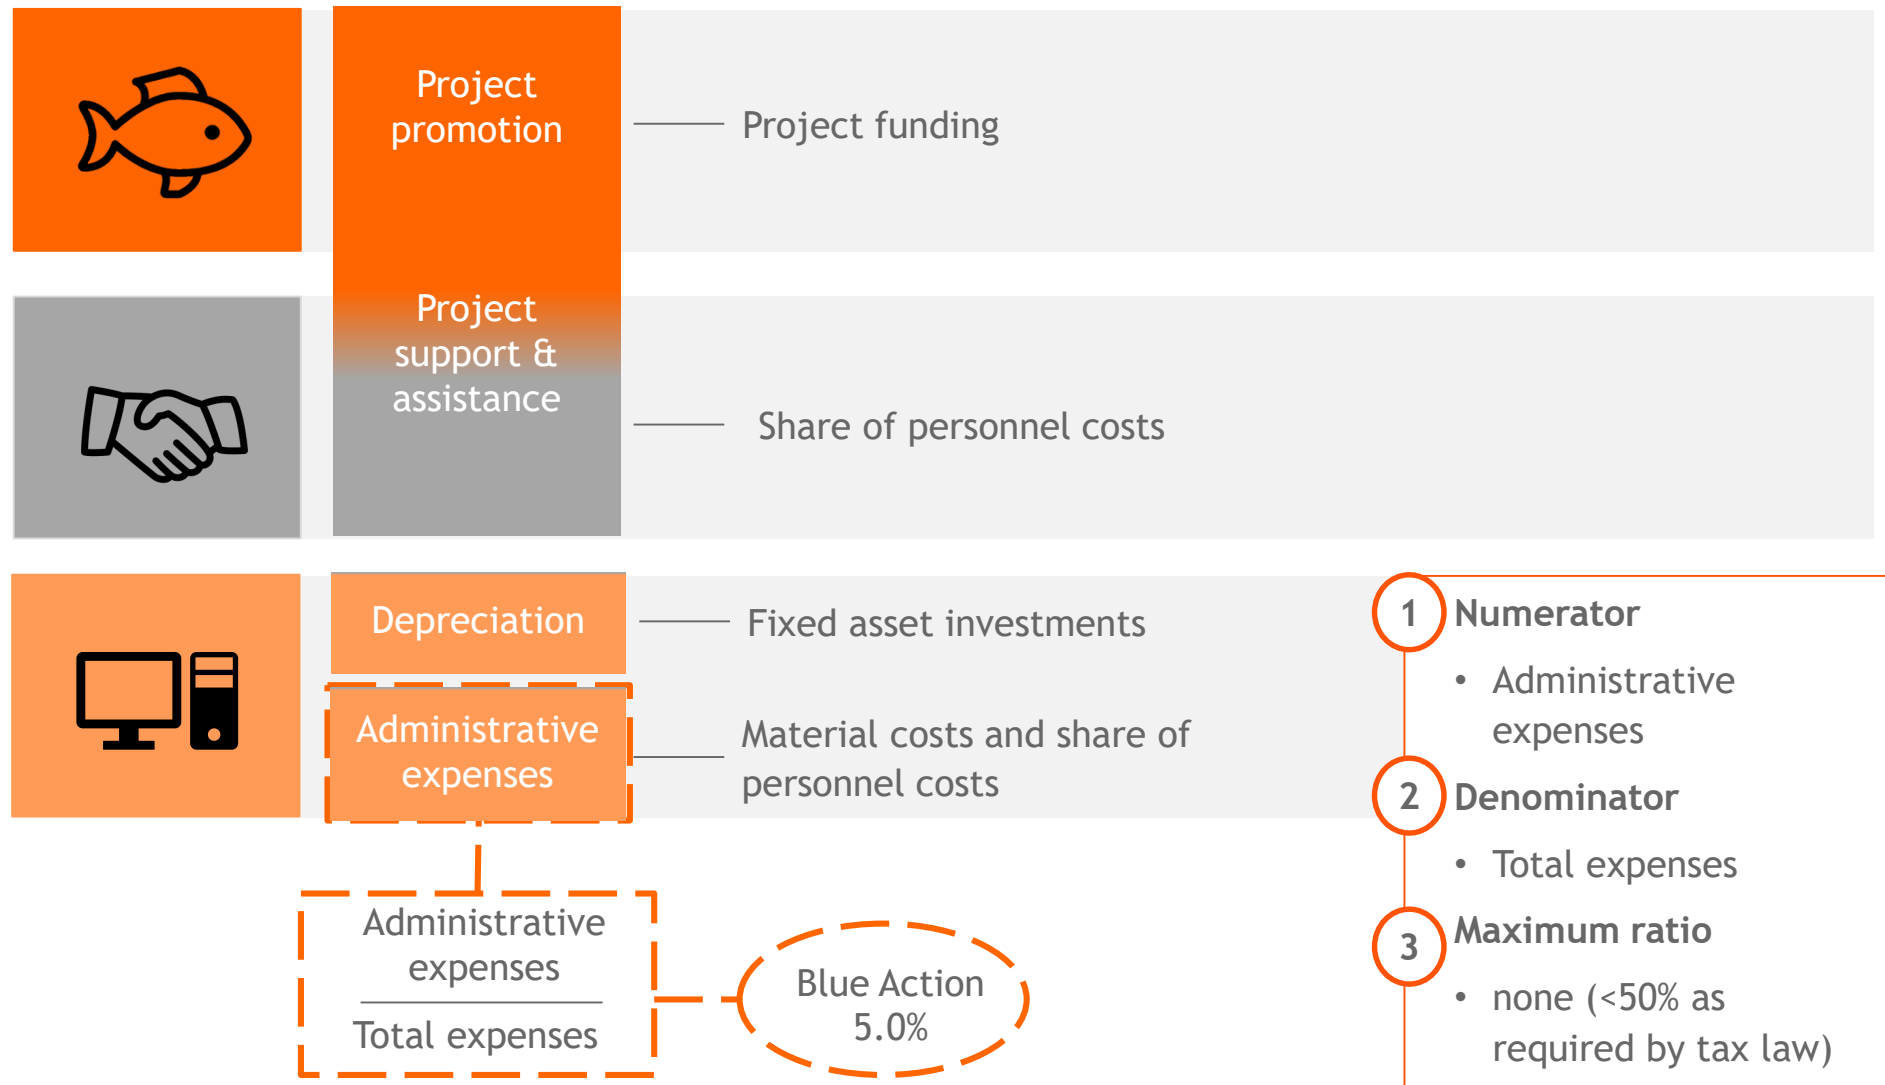 Project
promotion
Project funding
Project
support &
assistance
Share of personnel costs
Depreciation
Fixed asset investments
Administrative
expenses
Material costs and share of
personnel costs
Administrative
expenses
Total expenses
Blue Action
5.0%
1 Numerator
• Administrative
expenses
2 Denominator
• Total expenses
3 Maximum ratio
• none (<50% as
required by tax law)